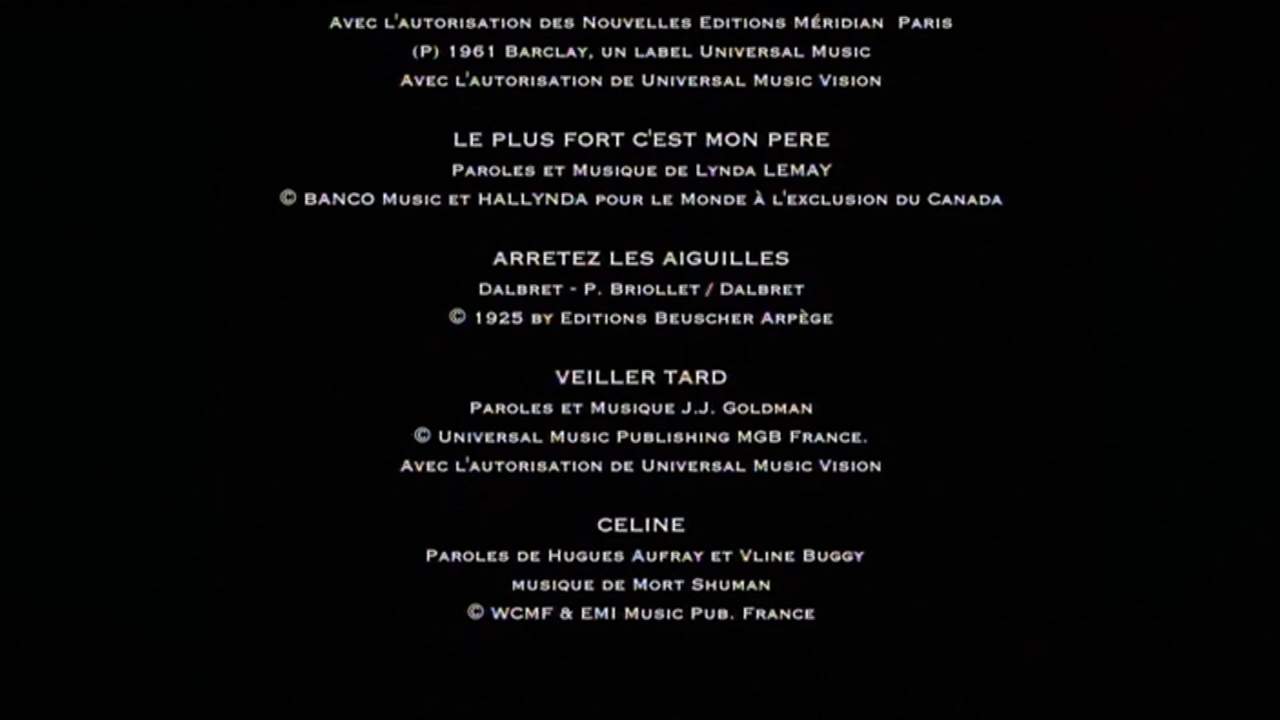 AVEC L'AUTORISATION DES NOUVELLES EDITIONS MÉRIDIAN PARIS
(P) 1961 BARCLAY, UN LABEL UNIVERSAL MUSIC
AVEC L'AUTORISATION DE UNIVERSAL MUSIC VISION
LE PLUS FORT C'EST MON PERE
PAROLES ET MUSIQUE DE LYNDA LEMAY
© BANCO MUSIC ET HALLYNDA POUR LE MONDE À L'EXCLUSION DU CANADA
ARRETEZ LES AIGUILLES
DALBRET - P. BRIOLLET / DALBRET
© 1925 BY EDITIONS BEUSCHER ARPÈGE
VEILLER TARD
PAROLES ET MUSIQUE J.J. GOLDMAN
© UNIVERSAL MUSIC PUBLISHING MGB FRANCE.
AVEC L'AUTORISATION DE UNIVERSAL MUSIC VISION
CELINE
PAROLES DE HUGUES AUFRAY ET VLINE BUGGY
MUSIQUE DE MORT SHUMAN
© WCMF & EMI MUSIC PUB. FRANCE